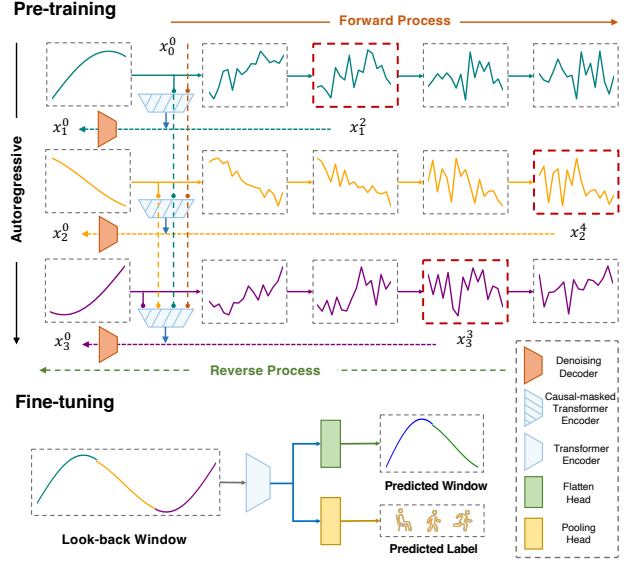 Pre-training
Forward Process
Autoregressive
x_0^0
x_1^0
x_1^2
x_2^0
x_2^4
x_3^0
x_3^3
Reverse Process
Denoising
Decoder
Causal-masked
Transformer
Encoder
Transformer
Encoder
Flatten
Head
Pooling
Head
Fine-tuning
Look-back Window
Predicted Window
Predicted Label